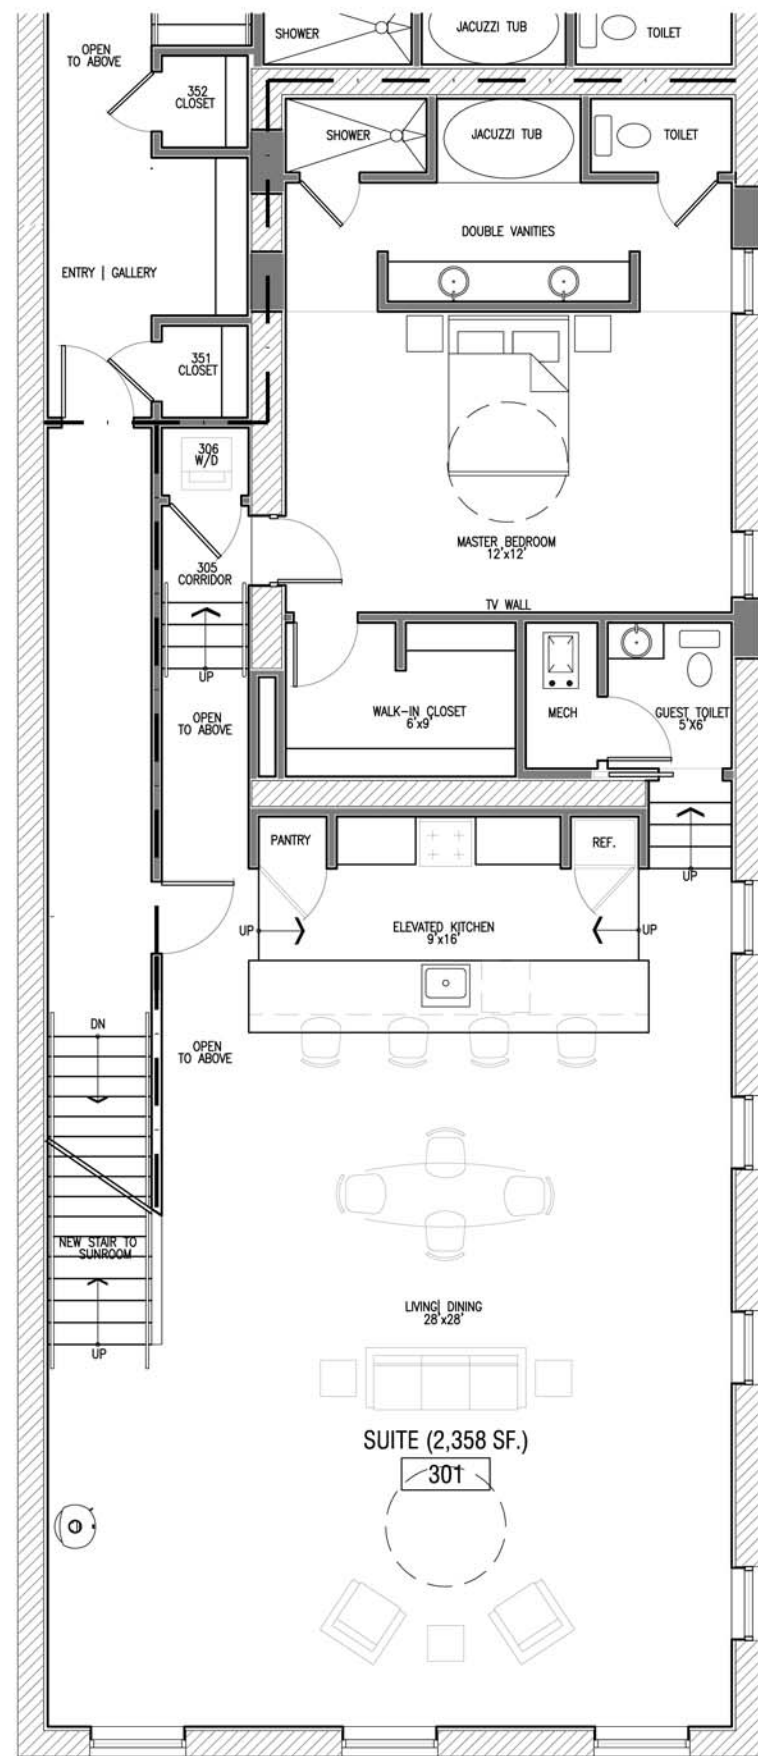 OPEN
TO ABOVE
SHOWER
JACUZZI TUB
TOILET
352
CLOSET
SHOWER
JACUZZI TUB
TOILET
DOUBLE VANITIES
ENTRY | GALLERY
351
CLOSET
306
W/D
MASTER BEDROOM
12'x12'
305
CORRIDOR
TV WALL
UP
OPEN
TO ABOVE
WALK-IN CLOSET
6'x9'
MECH
GUEST TOILET
5'X6'
PANTRY
REF.
UP
UP
ELEVATED KITCHEN
9'x16'
UP
DN
OPEN
TO ABOVE
NEW STAIR TO
SUNROOM
LIVING| DINING
28'x28'
UP
SUITE (2,358 SF.)
301